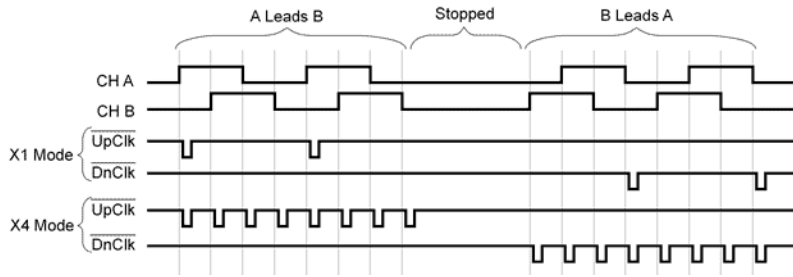 A Leads B
Stopped
B Leads A
CH A
CH B
X1 Mode
UpClk
DnClk
X4 Mode
UpClk
DnClk